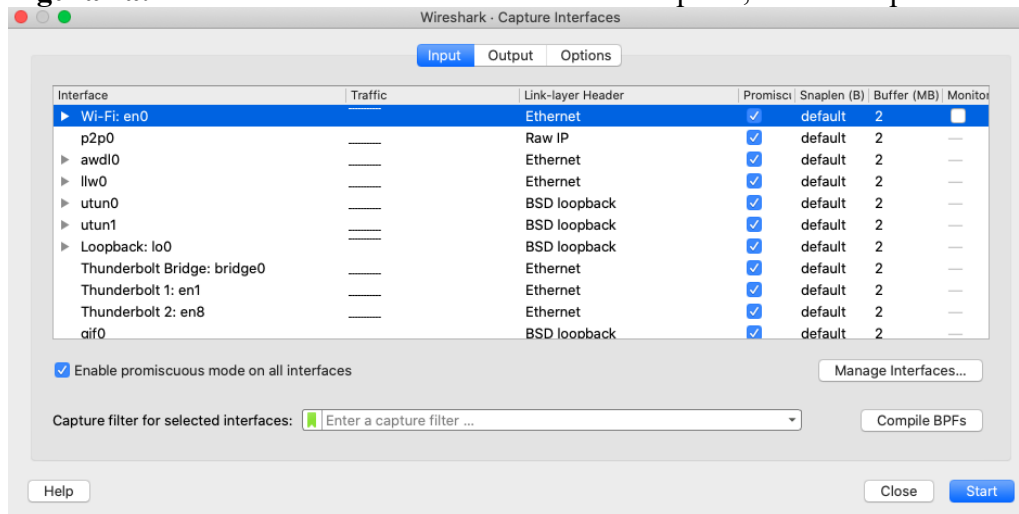 Wireshark · Capture Interfaces
Input Output Options
Interface Traffic Link-layer Header Promisc Snaplen (B) Buffer (MB) Monitor
Wi-Fi: en0 Ethernet default 2
p2p0 Raw IP default 2 —
awdl0 Ethernet default 2 —
llw0 Ethernet default 2 —
utun0 BSD loopback default 2 —
utun1 BSD loopback default 2 —
Loopback: lo0 BSD loopback default 2 —
Thunderbolt Bridge: bridge0 Ethernet default 2 —
Thunderbolt 1: en1 Ethernet default 2 —
Thunderbolt 2: en8 Ethernet default 2 —
gif0 BSD loopback default 2 —
Enable promiscuous mode on all interfaces Manage Interfaces...
Capture filter for selected interfaces: Enter a capture filter ... Compile BPFs
Help Close Start